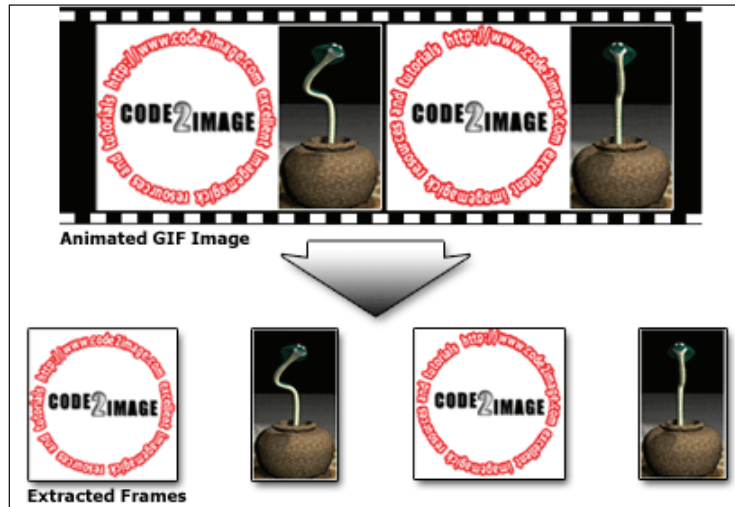 http://www.code2image.com excellent imagemagick resources and tutorials
CODE2IMAGE
http://www.code2image.com excellent imagemagick resources and tutorials
CODE2IMAGE
Animated GIF Image
http://www.code2image.com excellent imagemagick resources and tutorials
CODE2IMAGE
http://www.code2image.com excellent imagemagick resources and tutorials
CODE2IMAGE
Extracted Frames